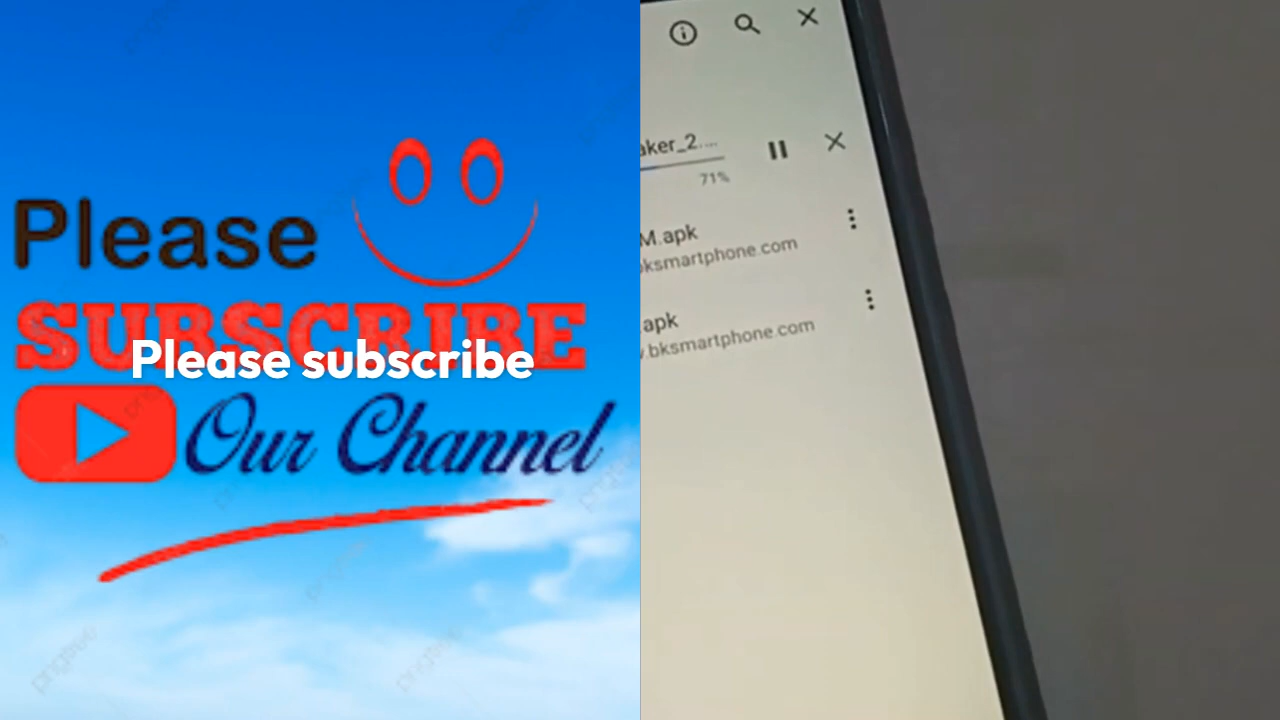 Please
SUBSCRIBE
Please subscribe
Our Channel
aker_2....
71%
M.apk
bksmartphone.com
apk
.bksmartphone.com